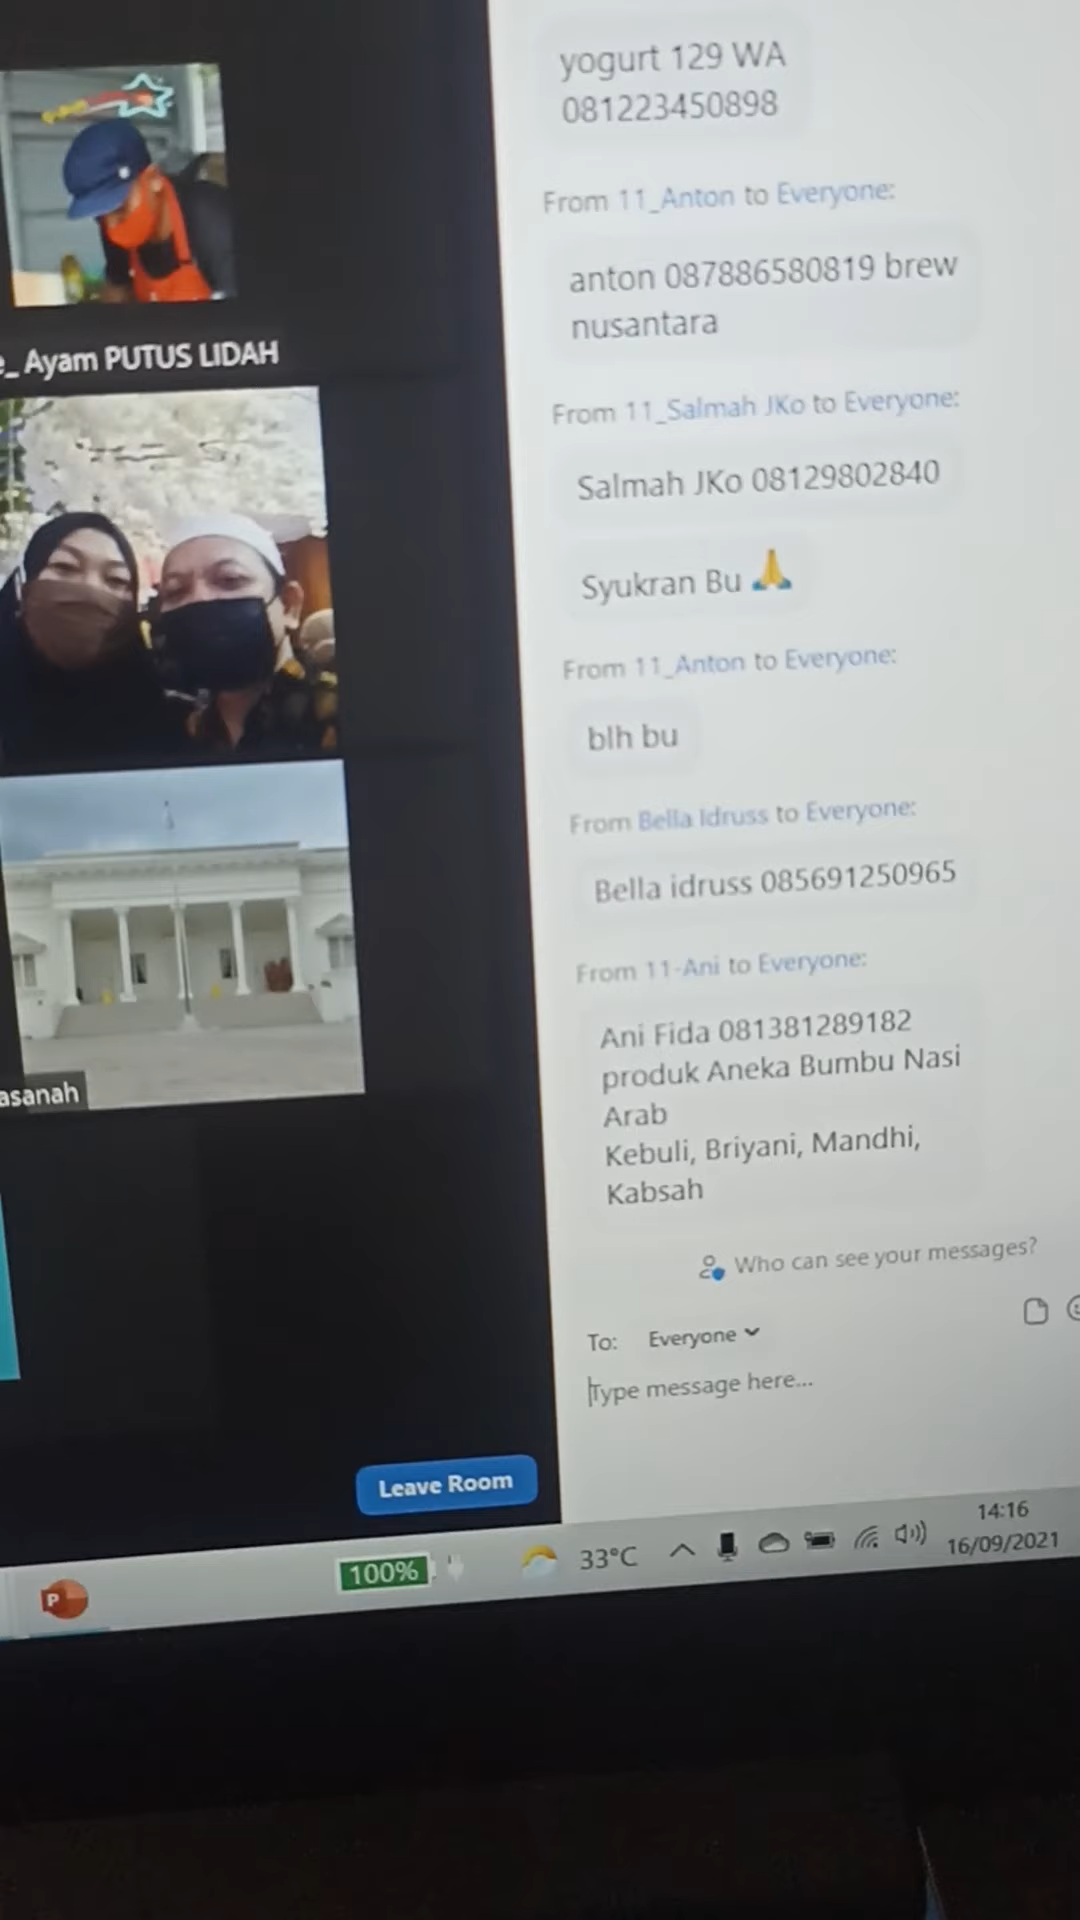 yogurt 129 WA
081223450898
From 11_Anton to Everyone:
anton 087886580819 brew
nusantara
From 11_Salmah JKo to Everyone:
Salmah JKo 08129802840
Syukran Bu 🙏
From 11_Anton to Everyone:
blh bu
From Bella Idruss to Everyone:
Bella idruss 085691250965
From 11-Ani to Everyone:
Ani Fida 081381289182
produk Aneka Bumbu Nasi
Arab
Kebuli, Briyani, Mandhi,
Kabsah
Who can see your messages?
To: Everyone
Type message here...
e_ Ayam PUTUS LIDAH
asanah
Leave Room
100%
33°C
14:16
16/09/2021
P